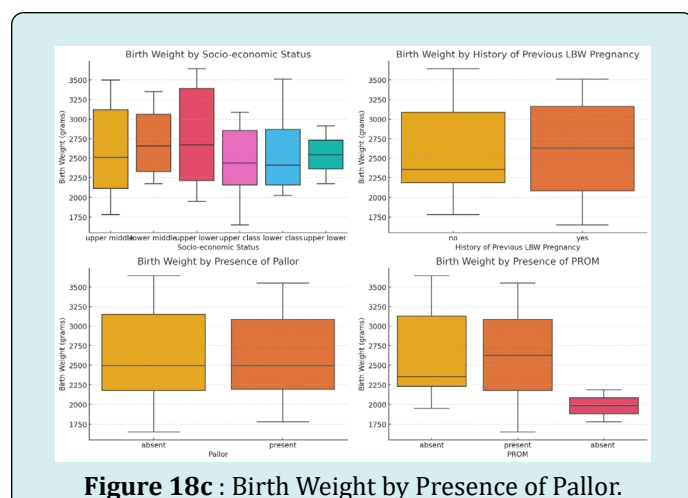 Birth Weight by Socio-economic Status
Birth Weight by History of Previous LBW Pregnancy
Birth Weight (grams)
3500
3250
3000
2750
2500
2250
2000
1750
upper middle lower middle upper lower upper class lower class upper lower
Socio-economic Status
Birth Weight (grams)
3500
3250
3000
2750
2500
2250
2000
1750
no yes
History of Previous LBW Pregnancy
Birth Weight by Presence of Pallor
Birth Weight by Presence of PROM
Birth Weight (grams)
3500
3250
3000
2750
2500
2250
2000
1750
absent present
Pallor
Birth Weight (grams)
3500
3250
3000
2750
2500
2250
2000
1750
absent present absent
PROM
Figure 18c : Birth Weight by Presence of Pallor.